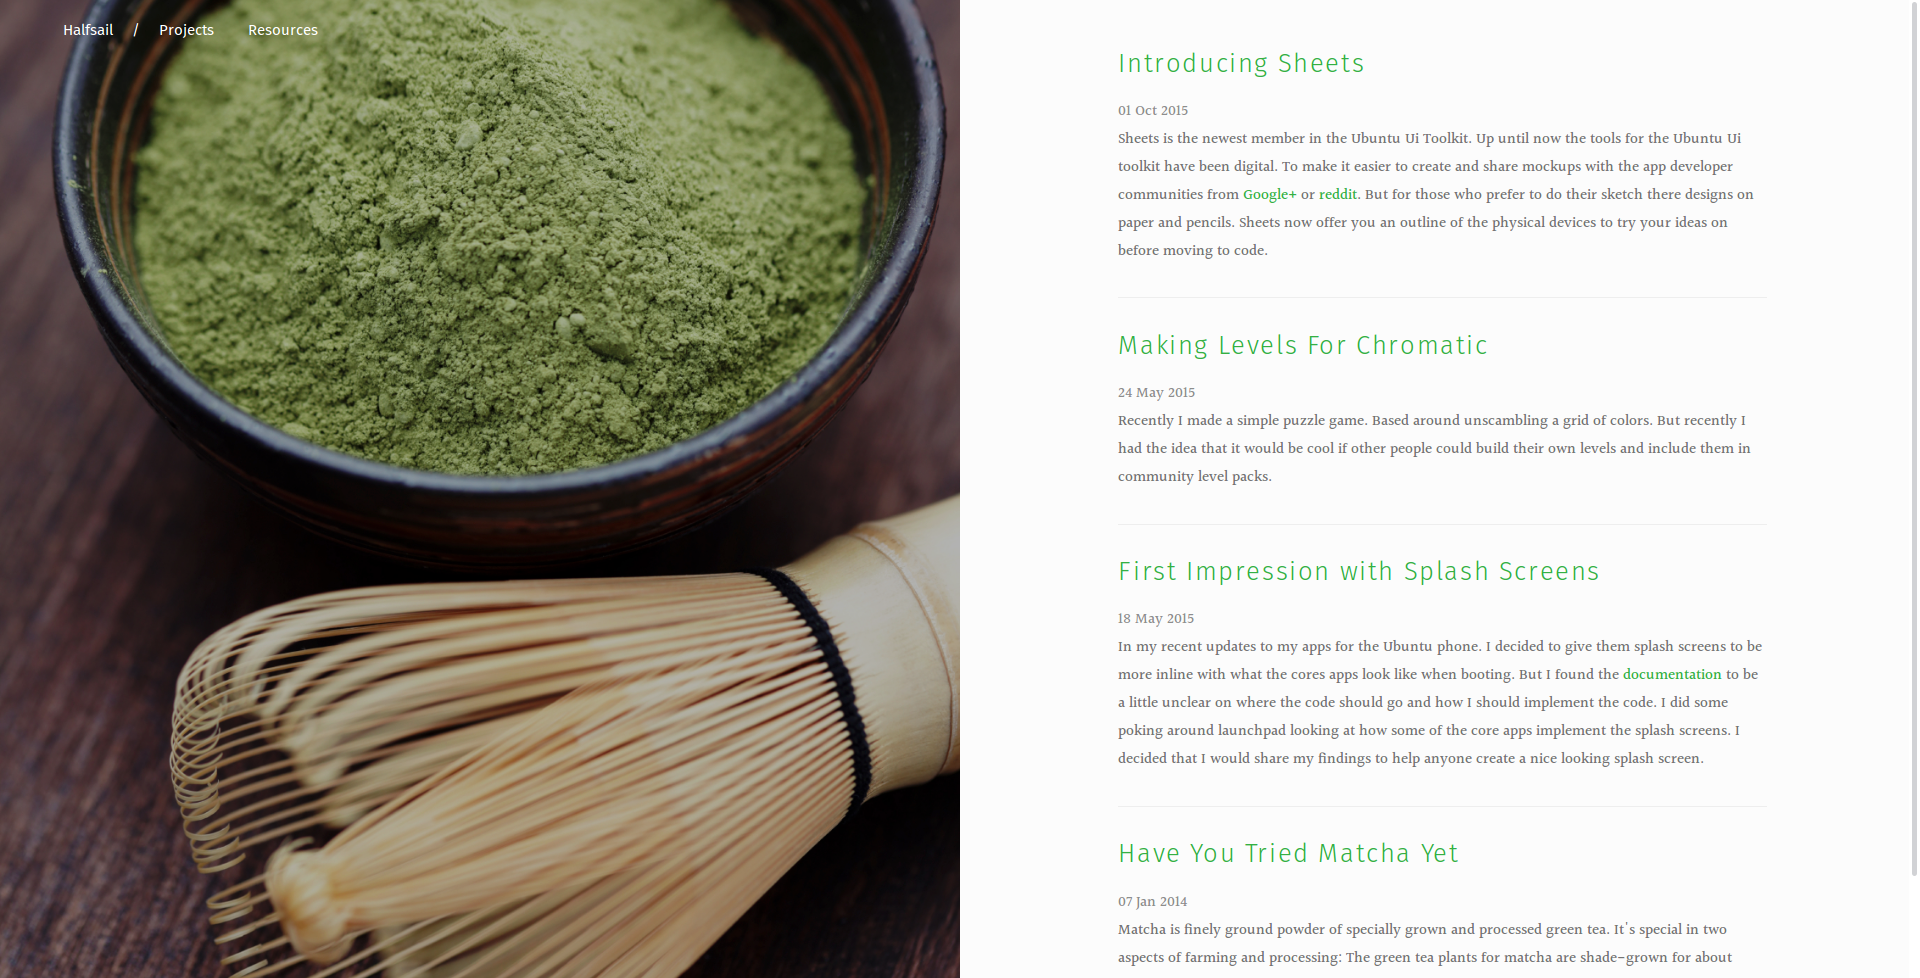 Halfsail / Projects Resources
Introducing Sheets
01 Oct 2015
Sheets is the newest member in the Ubuntu Ui Toolkit. Up until now the tools for the Ubuntu Ui
toolkit have been digital. To make it easier to create and share mockups with the app developer
communities from Google+ or reddit. But for those who prefer to do their sketch there designs on
paper and pencils. Sheets now offer you an outline of the physical devices to try your ideas on
before moving to code.
Making Levels For Chromatic
24 May 2015
Recently I made a simple puzzle game. Based around unscambling a grid of colors. But recently I
had the idea that it would be cool if other people could build their own levels and include them in
community level packs.
First Impression with Splash Screens
18 May 2015
In my recent updates to my apps for the Ubuntu phone. I decided to give them splash screens to be
more inline with what the cores apps look like when booting. But I found the documentation to be
a little unclear on where the code should go and how I should implement the code. I did some
poking around launchpad looking at how some of the core apps implement the splash screens. I
decided that I would share my findings to help anyone create a nice looking splash screen.
Have You Tried Matcha Yet
07 Jan 2014
Matcha is finely ground powder of specially grown and processed green tea. It's special in two
aspects of farming and processing: The green tea plants for matcha are shade-grown for about